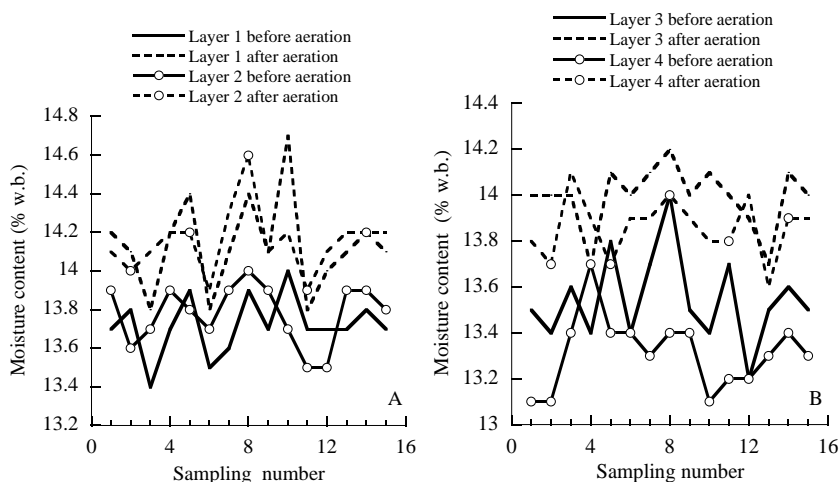 Layer 1 before aeration
Layer 1 after aeration
Layer 2 before aeration
Layer 2 after aeration
14.8
14.6
14.4
14.2
14
13.8
13.6
13.4
13.2
Moisture content (% w.b.)
A
0
4
8
12
16
Sampling number
Layer 3 before aeration
Layer 3 after aeration
Layer 4 before aeration
Layer 4 after aeration
14.4
14.2
14
13.8
13.6
13.4
13.2
13
Moisture content (% w.b.)
B
0
4
8
12
16
Sampling number